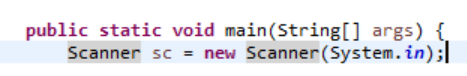 public static void main(String[] args) {
Scanner sc = new Scanner(System.in);